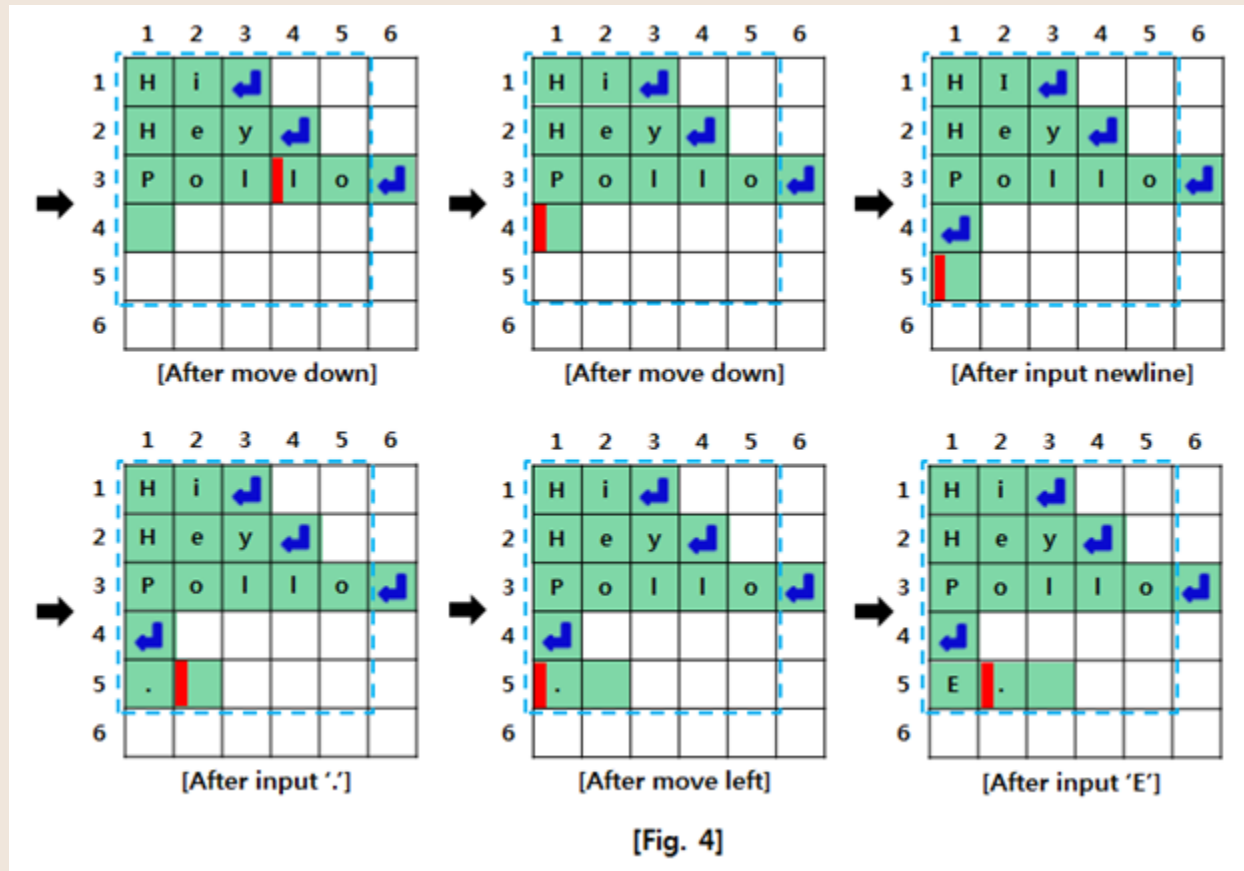 1 2 3 4 5 6
1 H i
2 H e y
3 P o l l o
4
5
6
[After move down]
1 2 3 4 5 6
1 H i
2 H e y
3 P o l l o
4
5
6
[After move down]
1 2 3 4 5 6
1 H I
2 H e y
3 P o l l o
4
5
6
[After input newline]
1 2 3 4 5 6
1 H i
2 H e y
3 P o l l o
4
5 .
6
[After input ‘.’]
1 2 3 4 5 6
1 H i
2 H e y
3 P o l l o
4
5 .
6
[After move left]
1 2 3 4 5 6
1 H i
2 H e y
3 P o l l o
4
5 E .
6
[After input ‘E’]
[Fig. 4]